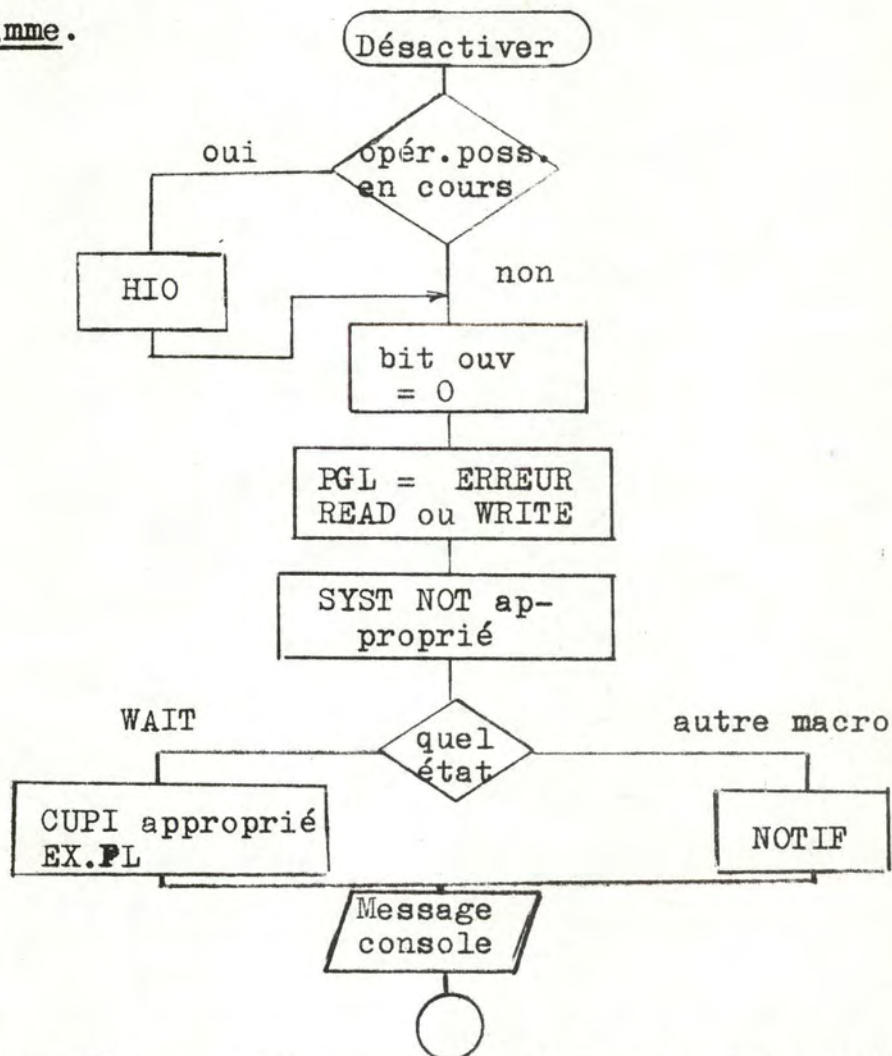 mme.
Désactiver
opér.poss.
en cours
oui
non
HIO
bit ouv
= 0
PGL = ERREUR
READ ou WRITE
SYST NOT ap-
proprié
quel
état
WAIT
autre macro
CUPI approprié
EX.PL
NOTIF
Message
console